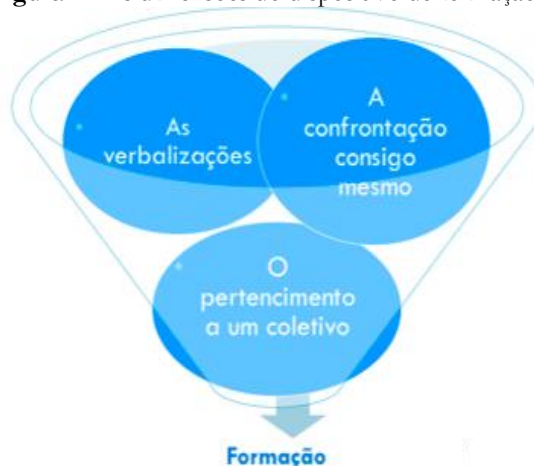 As
verbalizações
A
confrontação
consigo
mesmo
O
pertencimento
a um coletivo
Formação